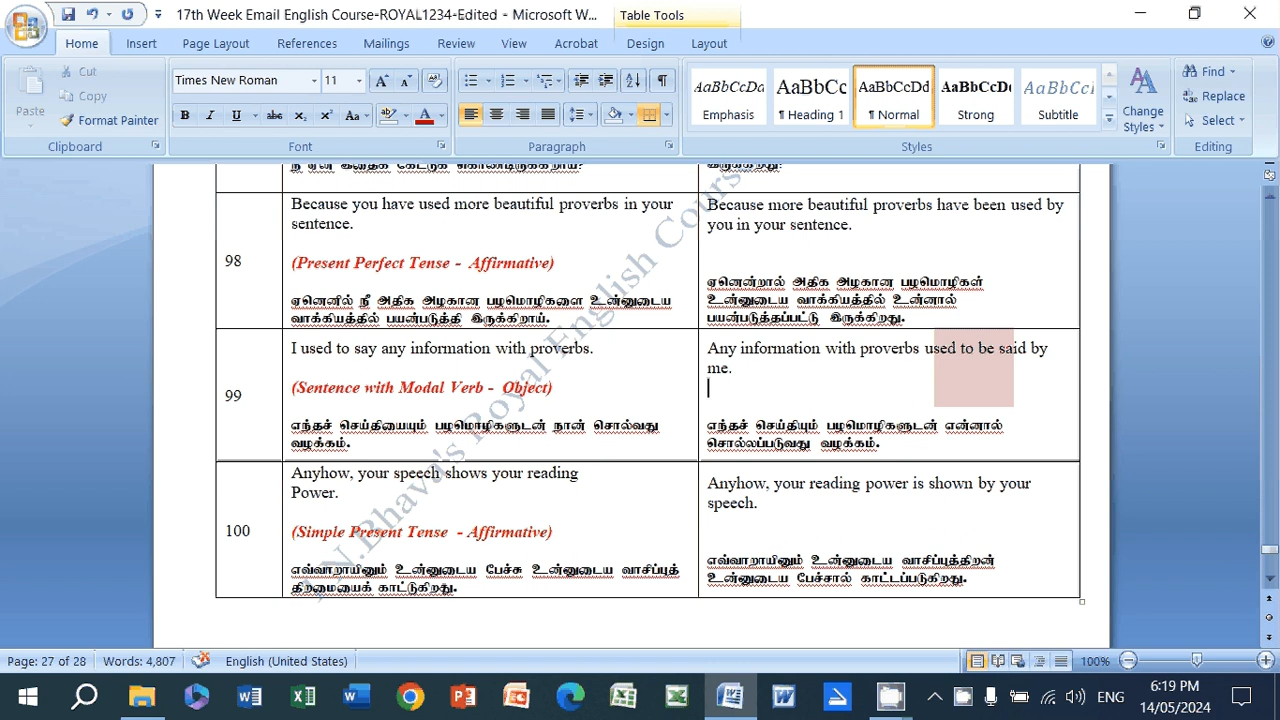 17th Week Email English Course-ROYAL1234-Edited - Microsoft W...
Table Tools
Home
Insert
Page Layout
References
Mailings
Review
View
Acrobat
Design
Layout
Paste
Cut
Copy
Format Painter
Clipboard
Times New Roman
11
Font
Paragraph
AaBbCcDd
Emphasis
AaBbCc
¶ Heading 1
AaBbCcDd
¶ Normal
AaBbCcDd
Strong
AaBbCcI
Subtitle
Change
Styles
Styles
Find
Replace
Select
Editing
நீ ஏன் இதைக் கேட்டுக் கொண்டிருக்கிறாய்?
இருக்கிறது?
98
Because you have used more beautiful proverbs in your
sentence.
(Present Perfect Tense - Affirmative)
ஏனெனில் நீ அதிக அழகான பழமொழிகளை உன்னுடைய
வாக்கியத்தில் பயன்படுத்தி இருக்கிறாய்.
Because more beautiful proverbs have been used by
you in your sentence.
ஏனென்றால் அதிக அழகான பழமொழிகள்
உன்னுடைய வாக்கியத்தில் உன்னால்
பயன்படுத்தப்பட்டு இருக்கிறது.
99
I used to say any information with proverbs.
(Sentence with Modal Verb - Object)
எந்தச் செய்தியையும் பழமொழிகளுடன் நான் சொல்வது
வழக்கம்.
Any information with proverbs used to be said by
me.
எந்தச் செய்தியும் பழமொழிகளுடன் என்னால்
சொல்லப்படுவது வழக்கம்.
100
Anyhow, your speech shows your reading
Power.
(Simple Present Tense - Affirmative)
எவ்வாறாயினும் உன்னுடைய பேச்சு உன்னுடைய வாசிப்புத்
திறமையைக் காட்டுகிறது.
Anyhow, your reading power is shown by your
speech.
எவ்வாறாயினும் உன்னுடைய வாசிப்புத்திறன்
உன்னுடைய பேச்சால் காட்டப்படுகிறது.
.N.Bhava's Royal English Cours
Page: 27 of 28
Words: 4,807
English (United States)
100%
ENG
6:19 PM
14/05/2024